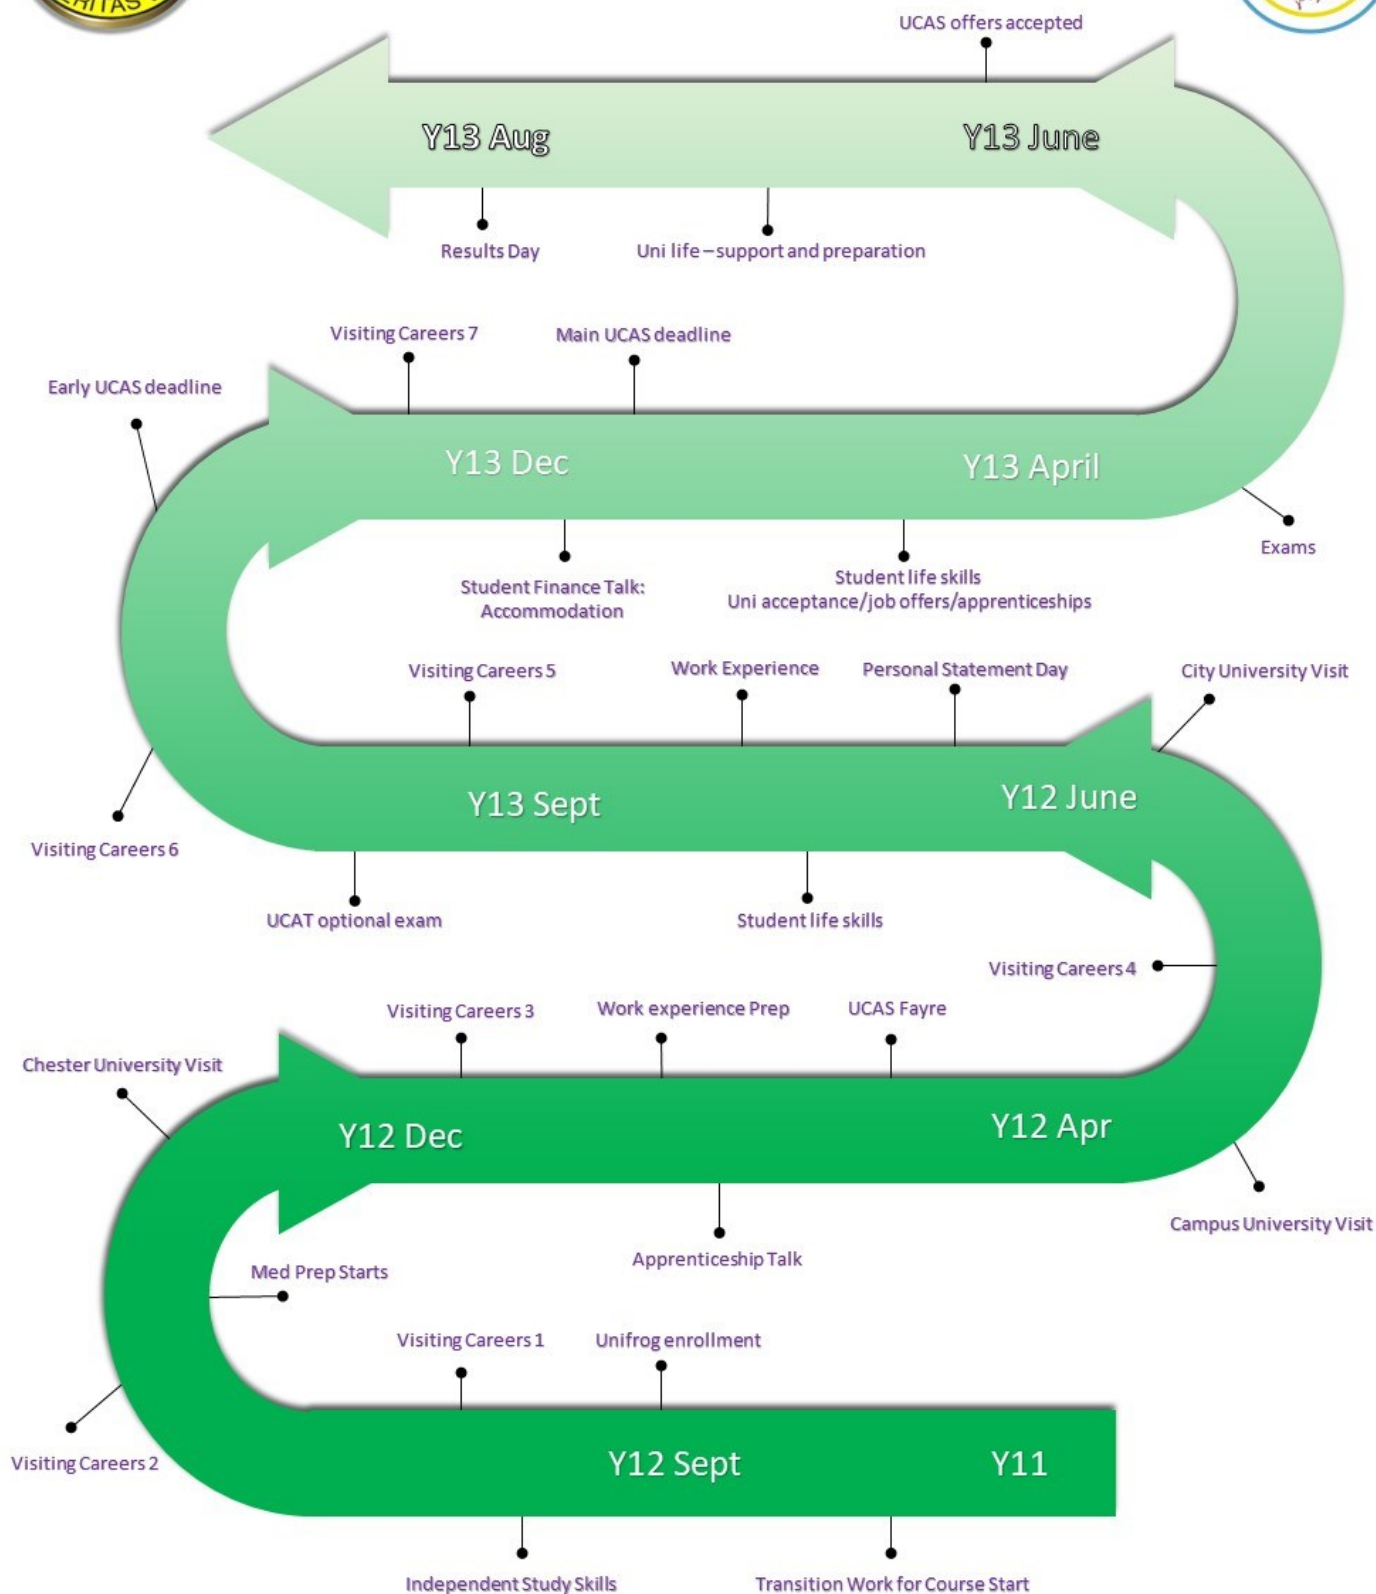 ERITAS
UCAS offers accepted
Y13 Aug
Y13 June
Results Day
Uni life – support and preparation
Visiting Careers 7
Main UCAS deadline
Early UCAS deadline
Y13 Dec
Y13 April
Exams
Student Finance Talk:
Accommodation
Student life skills
Uni acceptance/job offers/apprenticeships
Visiting Careers 5
Work Experience
Personal Statement Day
City University Visit
Y13 Sept
Y12 June
Visiting Careers 6
UCAT optional exam
Student life skills
Visiting Careers 4
Visiting Careers 3
Work experience Prep
UCAS Fayre
Chester University Visit
Y12 Dec
Y12 Apr
Campus University Visit
Apprenticeship Talk
Med Prep Starts
Visiting Careers 1
Unifrog enrollment
Visiting Careers 2
Y12 Sept
Y11
Independent Study Skills
Transition Work for Course Start